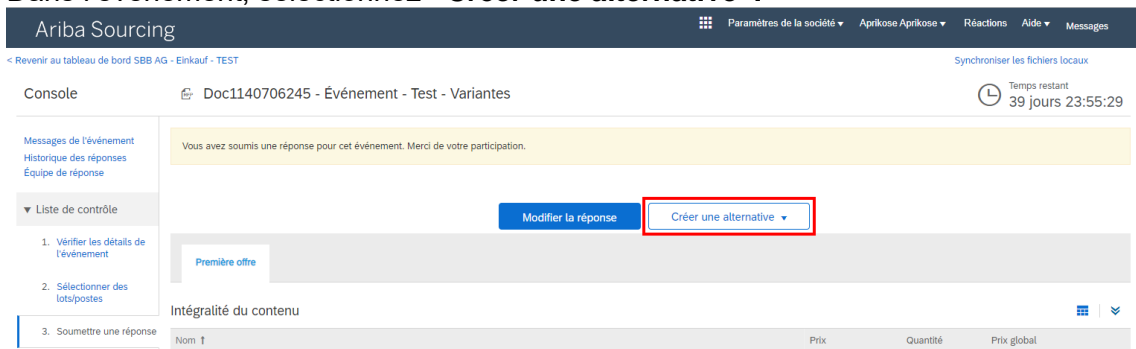 Dans l'événement, sélectionnez "Créer une alternative".
Ariba Sourcing
Paramètres de la société Aprikose Aprikose Réactions Aide Messages
< Revenir au tableau de bord SBB AG - Einkauf - TEST
Synchroniser les fichiers locaux
Console
Doc1140706245 - Événement - Test - Variantes
Temps restant
39 jours 23:55:29
Messages de l'événement
Historique des réponses
Équipe de réponse
Vous avez soumis une réponse pour cet événement. Merci de votre participation.
▼ Liste de contrôle
Modifier la réponse
Créer une alternative ▼
1. Vérifier les détails de
l'événement
Première offre
2. Sélectionner des
lots/postes
Intégralité du contenu
3. Soumettre une réponse
Nom ↑ Prix Quantité Prix global